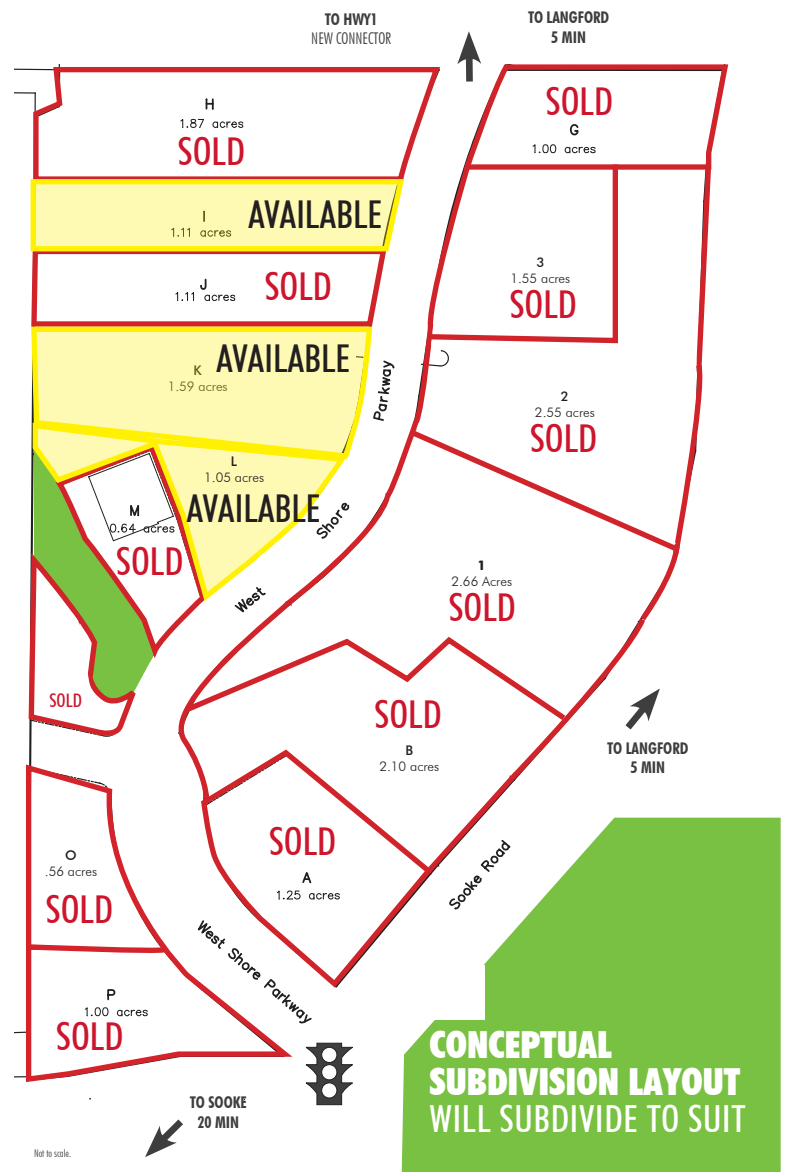 TO HWY1
NEW CONNECTOR
TO LANGFORD
5 MIN
H
1.87 acres
SOLD
SOLD
G
1.00 acres
I
1.11 acres
AVAILABLE
J
1.11 acres
SOLD
3
1.55 acres
SOLD
K
1.59 acres
AVAILABLE
Parkway
2
2.55 acres
SOLD
L
1.05 acres
AVAILABLE
M
0.64 acres
SOLD
Shore
West
1
2.66 Acres
SOLD
SOLD
SOLD
B
2.10 acres
TO LANGFORD
5 MIN
SOLD
A
1.25 acres
Sooke Road
O
.56 acres
SOLD
West Shore Parkway
P
1.00 acres
SOLD
CONCEPTUAL
SUBDIVISION LAYOUT
WILL SUBDIVIDE TO SUIT
TO SOOKE
20 MIN
Not to scale.